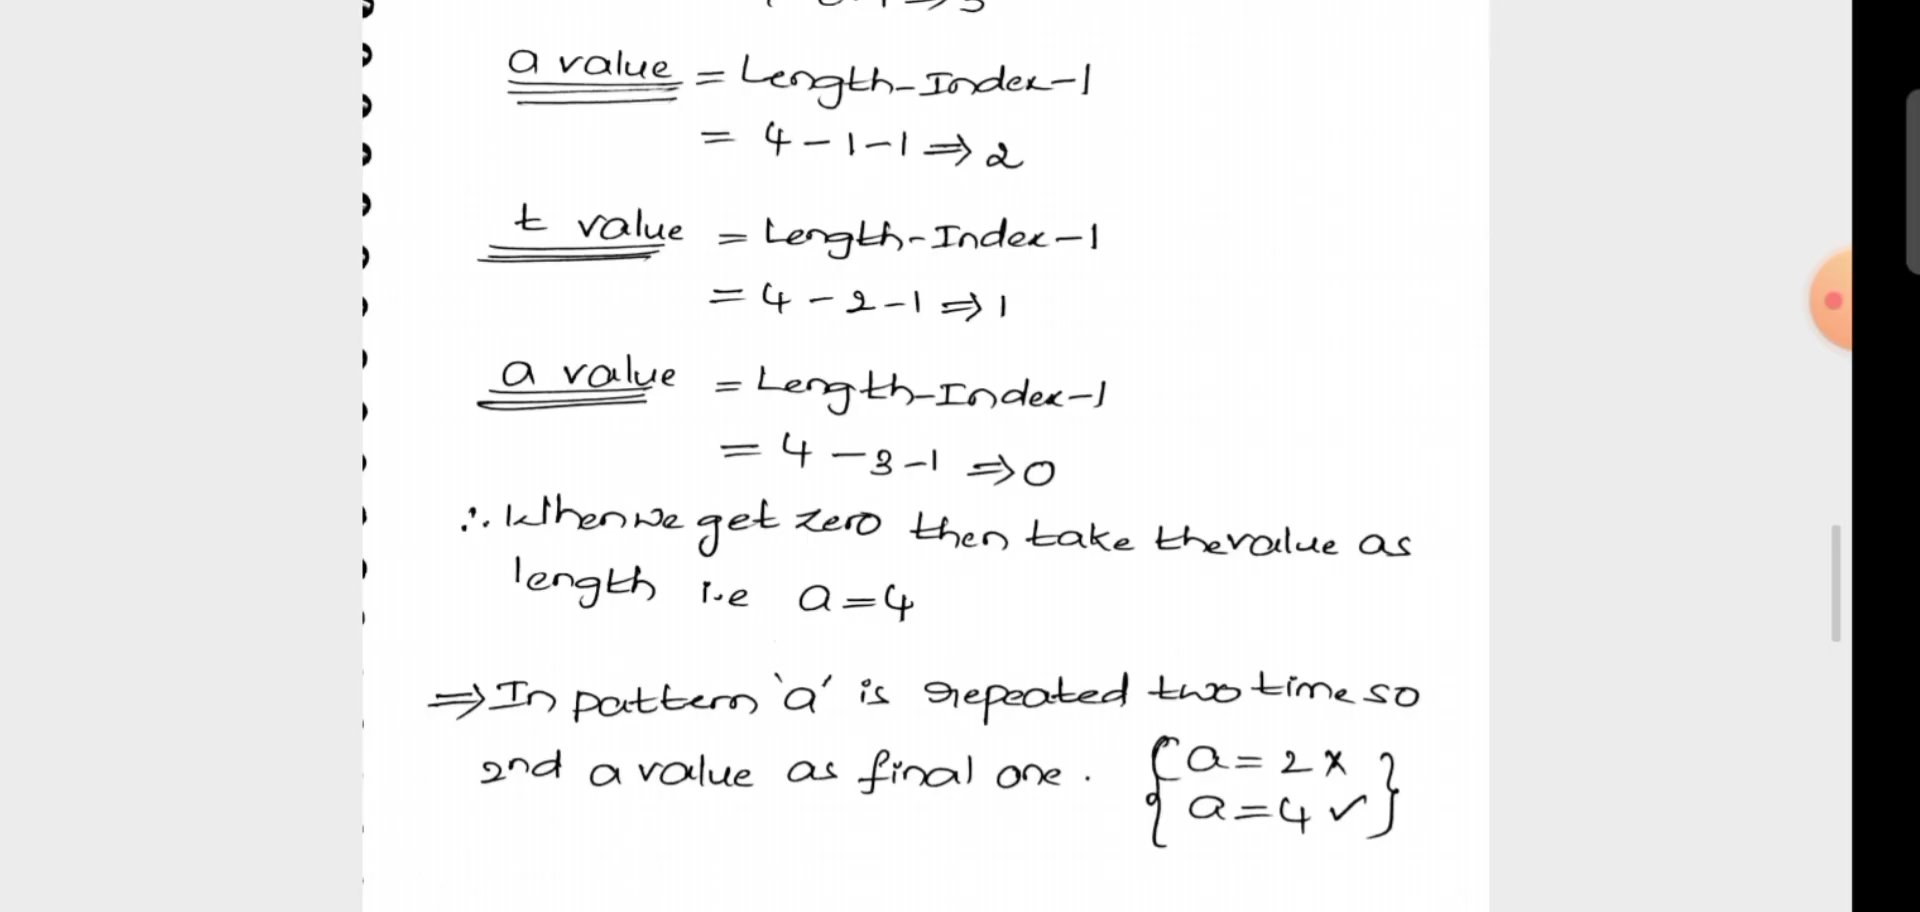 a value = Length-Index-1
= 4-1-1 ⇒ 2
t value = Length-Index-1
= 4-2-1 ⇒ 1
a value = Length-Index-1
= 4-3-1 ⇒ 0
∴ When we get zero then take the value as
length i.e a=4
⇒ In pattern 'a' is repeated two time so
2nd a value as final one. { a=2 x
a=4 ✓ }